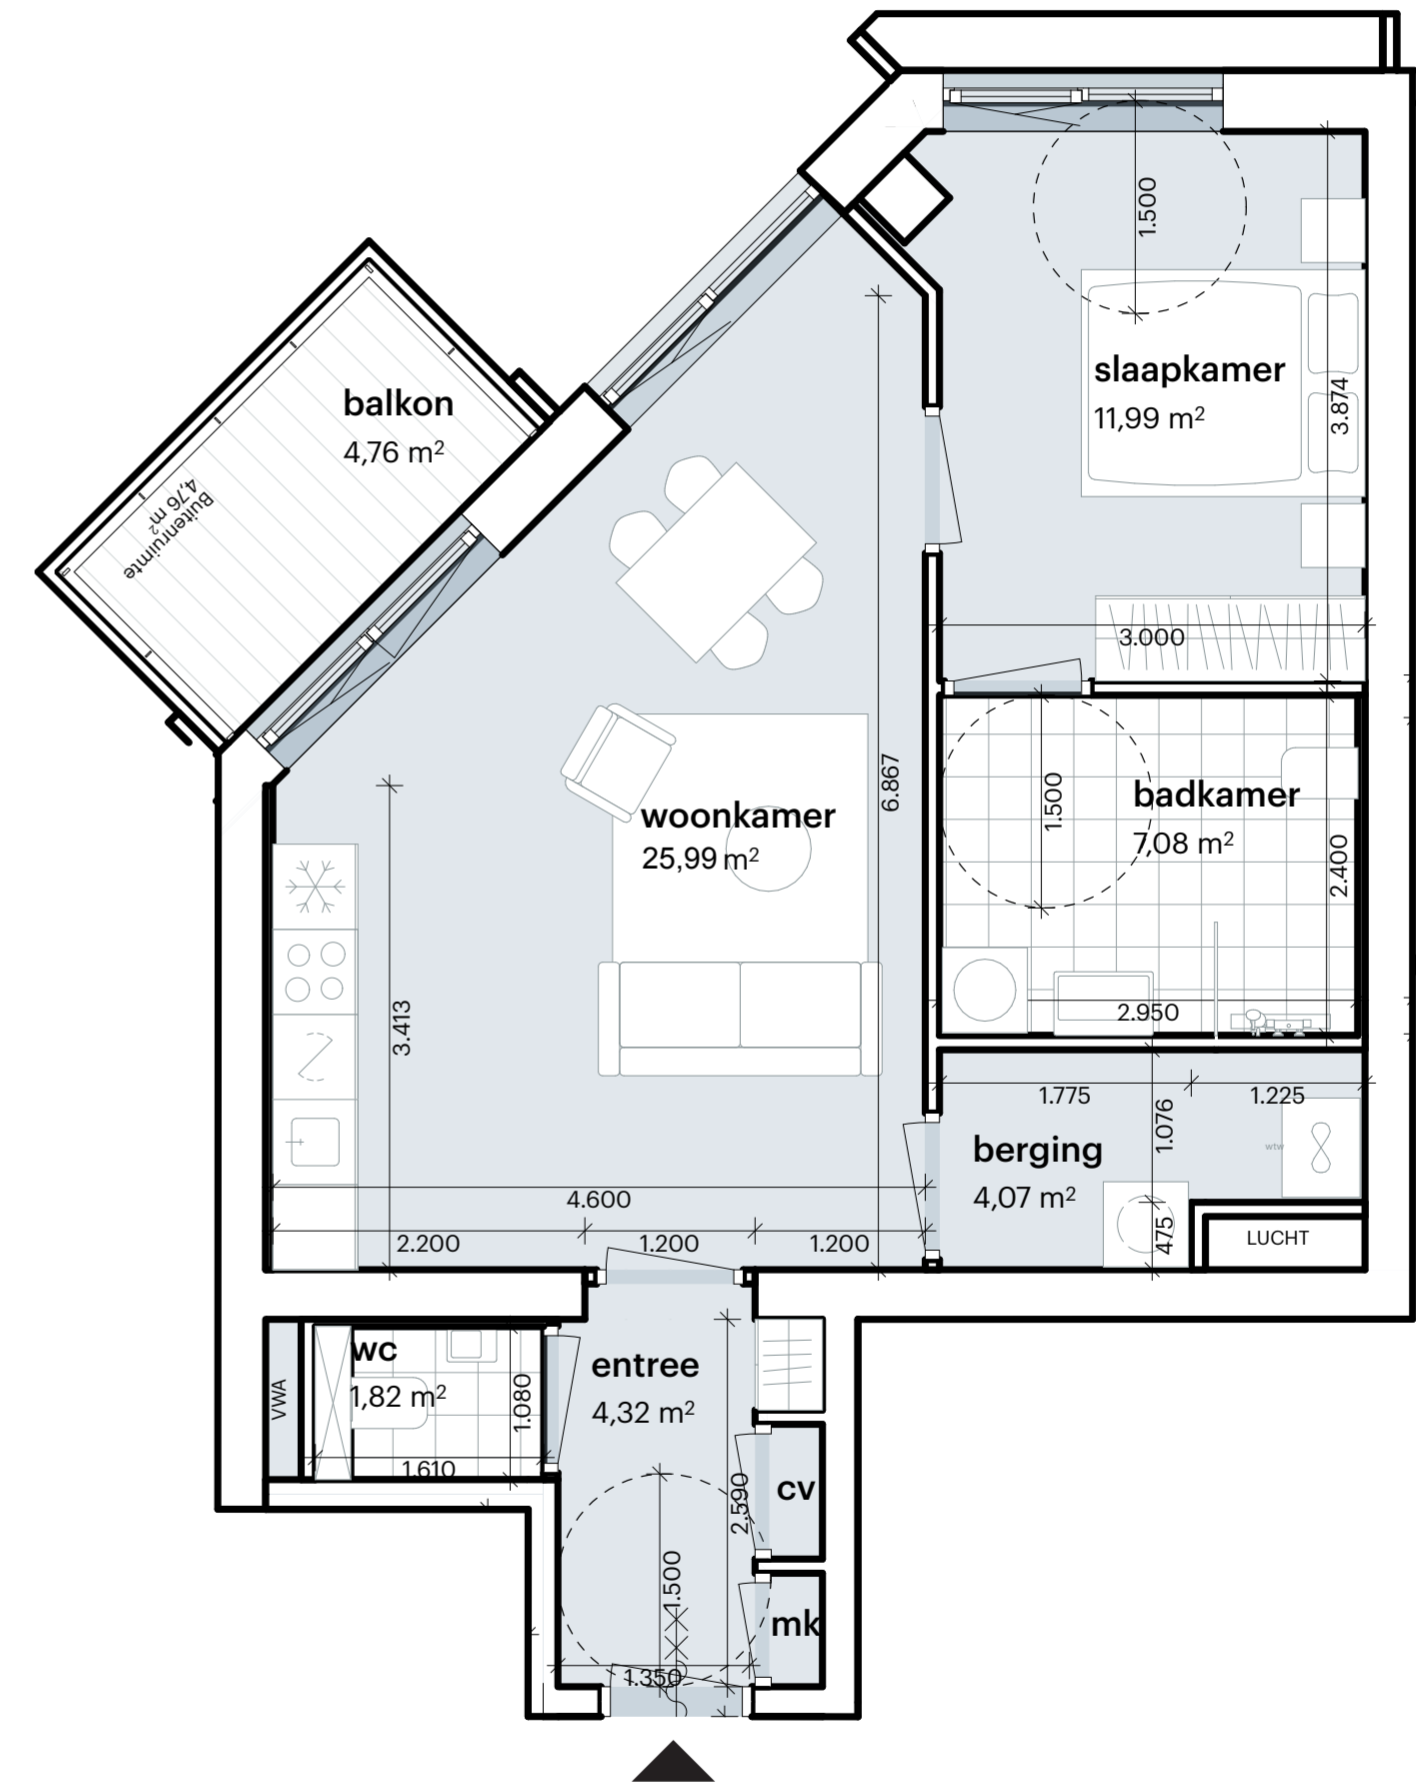 1.500
slaapkamer
11,99 m²
3.874
balkon
4,76 m²
Buitenruimte
4,76 m²
3.000
6.867
1.500
badkamer
7,08 m²
2.400
woonkamer
25,99 m²
3.413
2.950
1.775
1.225
1.076
berging
4,07 m²
wtw
475
LUCHT
4.600
2.200
1.200
1.200
VWA
wc
1,82 m²
1.080
1.610
entree
4,32 m²
2.590
cv
1.500
mk
1.350